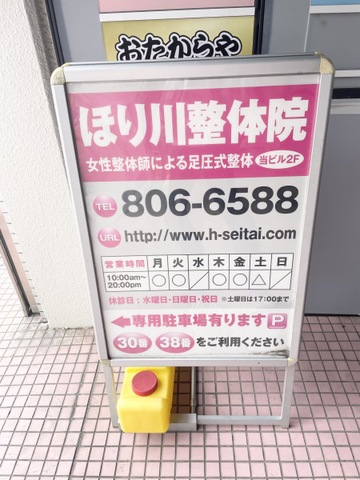 おたからや
ほり川整体院
女性整体師による足圧式整体 当ビル2F
TEL 806-6588
URL http://www.h-seitai.com
営業時間 月 火 水 木 金 土 日
10:00am~20:00pm ○ ○ / ○ ○ △ /
休診日:水曜日・日曜日・祝日 ※土曜日は17:00まで
←専用駐車場有ります P
30番 38番 をご利用ください